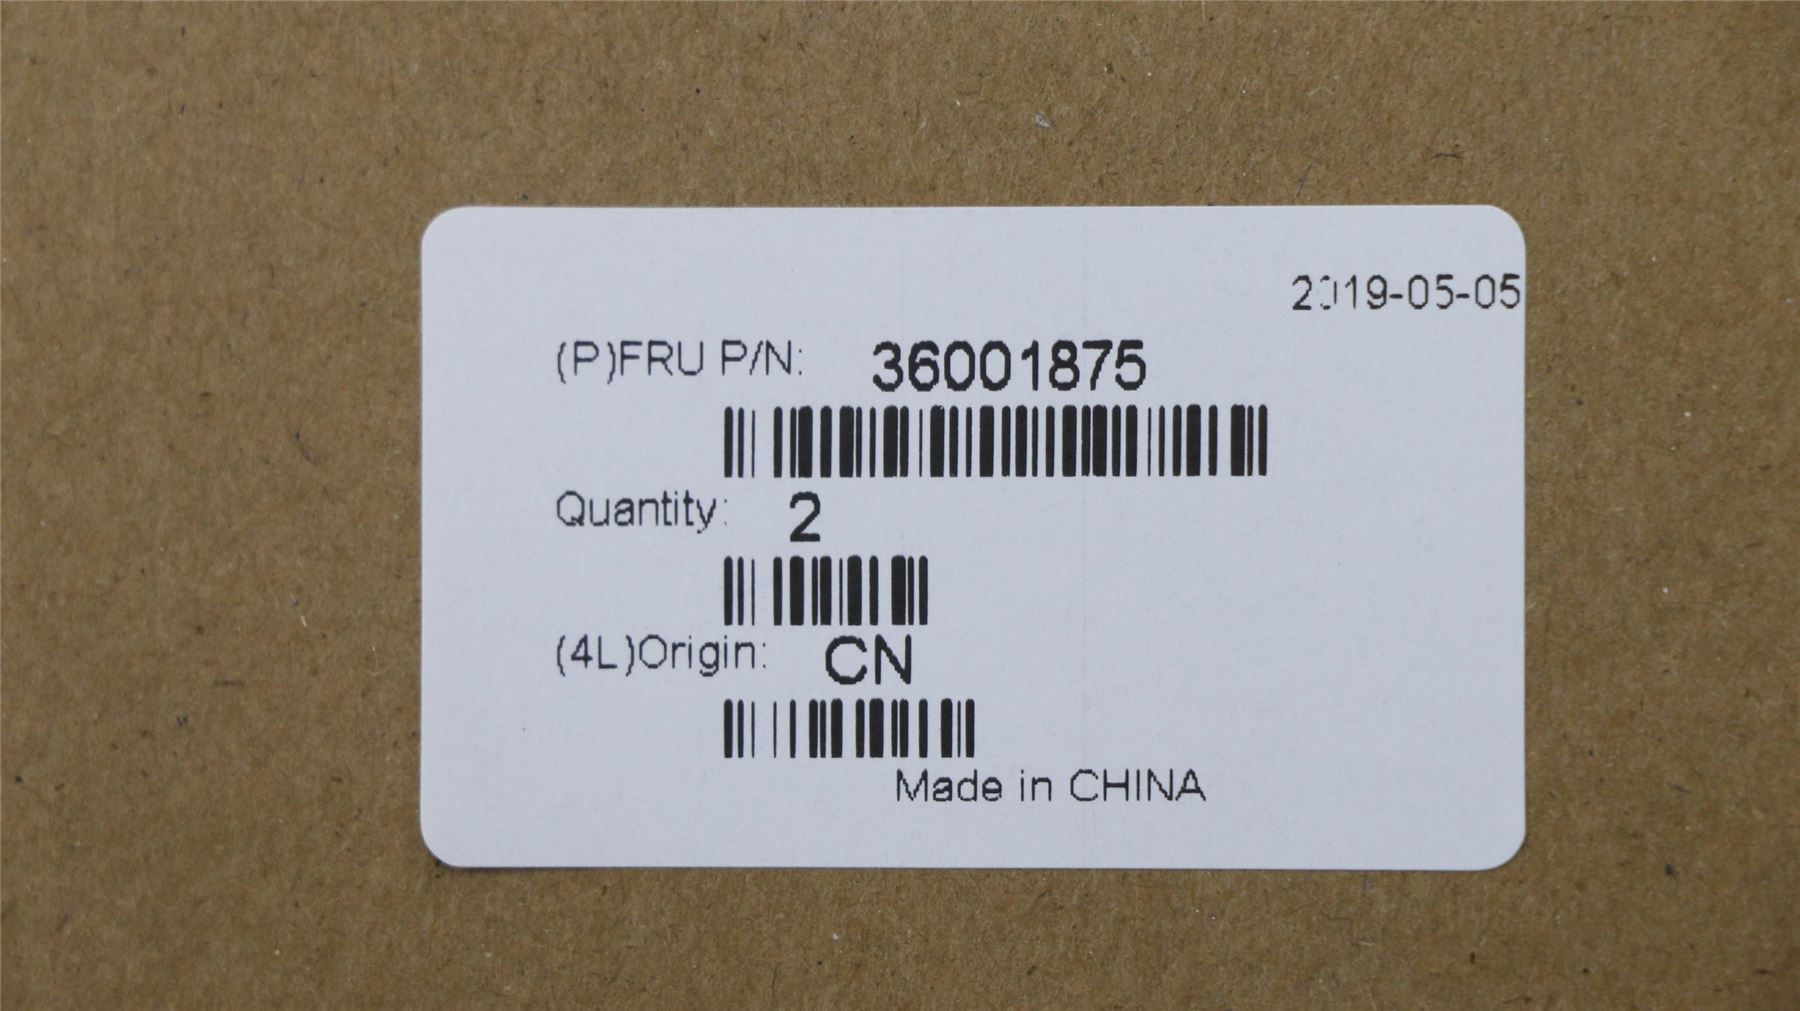 2019-05-05
(P)FRU P/N: 36001875
Quantity: 2
(4L)Origin: CN
Made in CHINA